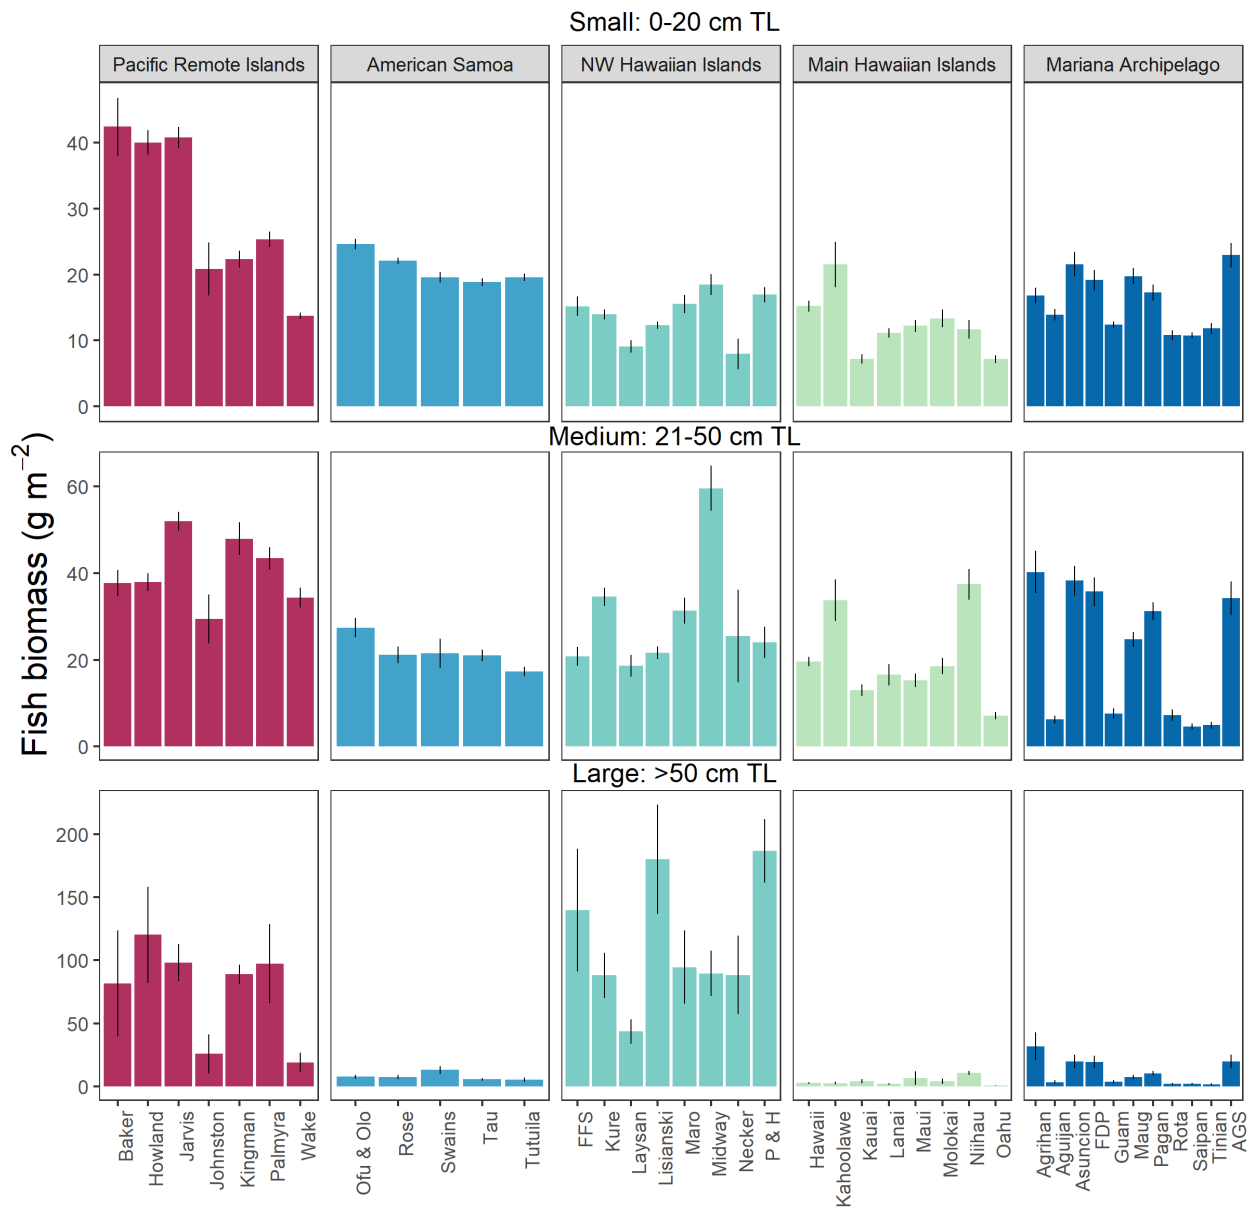 Small: 0-20 cm TL
Pacific Remote Islands
American Samoa
NW Hawaiian Islands
Main Hawaiian Islands
Mariana Archipelago
40
30
20
10
0
Medium: 21-50 cm TL
60
40
20
0
Fish biomass (g m⁻²)
Large: >50 cm TL
200
150
100
50
0
Baker
Howland
Jarvis
Johnston
Kingman
Palmyra
Wake
Ofu & Olo
Rose
Swains
Tau
Tutuila
FFS
Kure
Laysan
Lisianski
Maro
Midway
Necker
P & H
Hawaii
Kahoolawe
Kauai
Lanai
Maui
Molokai
Niihau
Oahu
Agrihan
Aguijan
Asuncion
FDP
Guam
Maug
Pagan
Rota
Saipan
Tinian
AGS